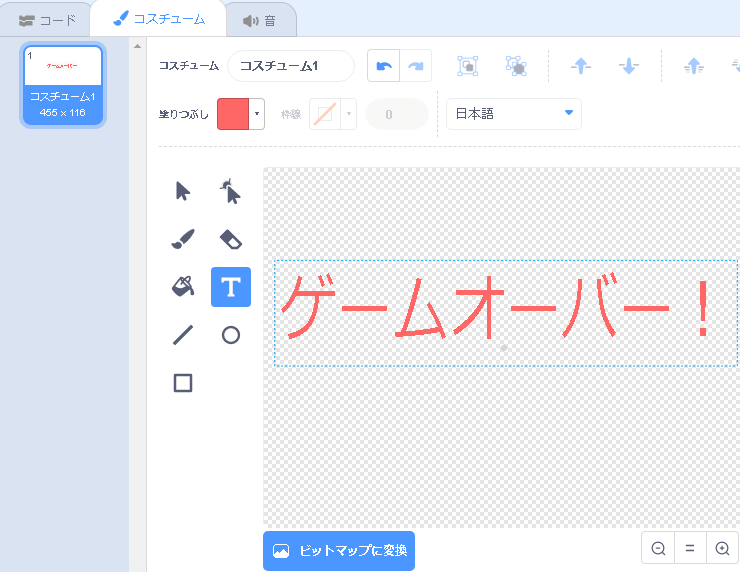 コード
コスチューム
音
1
ゲームオーバー！
コスチューム1
455 × 116
コスチューム
コスチューム1
塗りつぶし
枠線
0
日本語
T
ゲームオーバー！
ビットマップに変換